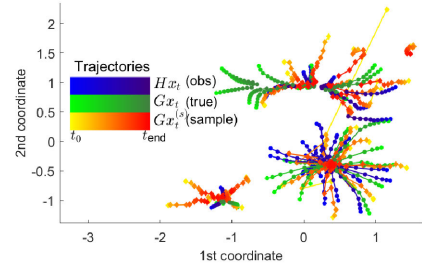 2
1.5
1
0.5
0
-0.5
-1
2nd coordinate
Trajectories
Hx_t (obs)
Gx_t (true)
Gx_t^(s) (sample)
t_0 t_end
-3 -2 -1 0 1
1st coordinate